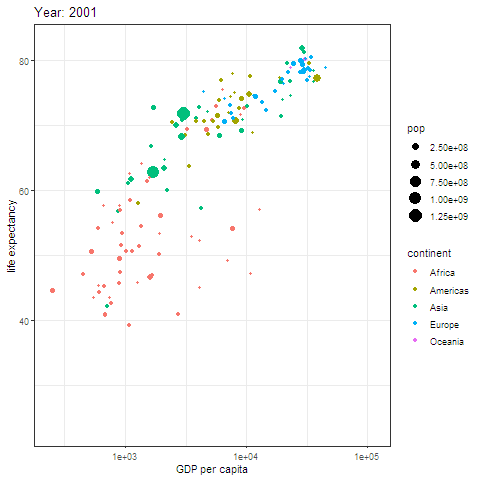 Year: 2001
80
60
40
life expectancy
1e+03
1e+04
1e+05
GDP per capita
pop
2.50e+08
5.00e+08
7.50e+08
1.00e+09
1.25e+09
continent
Africa
Americas
Asia
Europe
Oceania